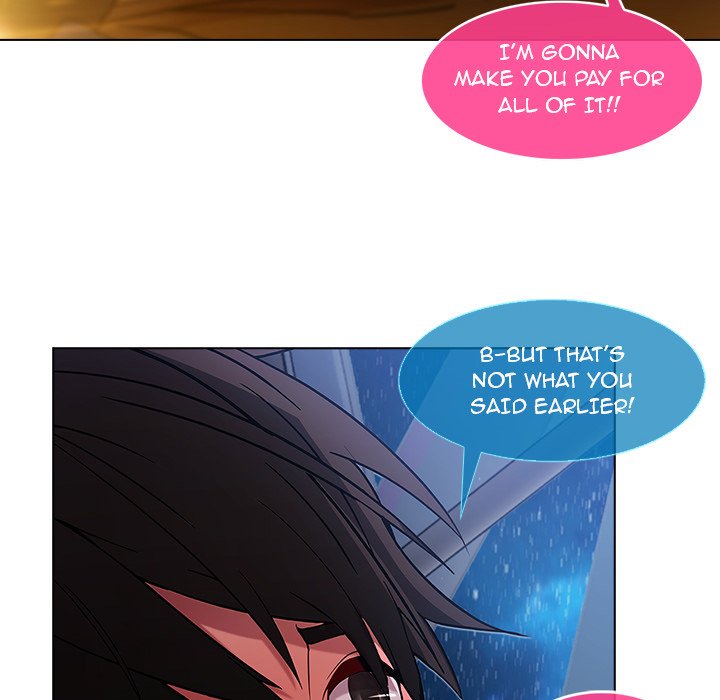 I'M GONNA
MAKE YOU PAY FOR
ALL OF IT!!
B-BUT THAT'S
NOT WHAT YOU
SAID EARLIER!